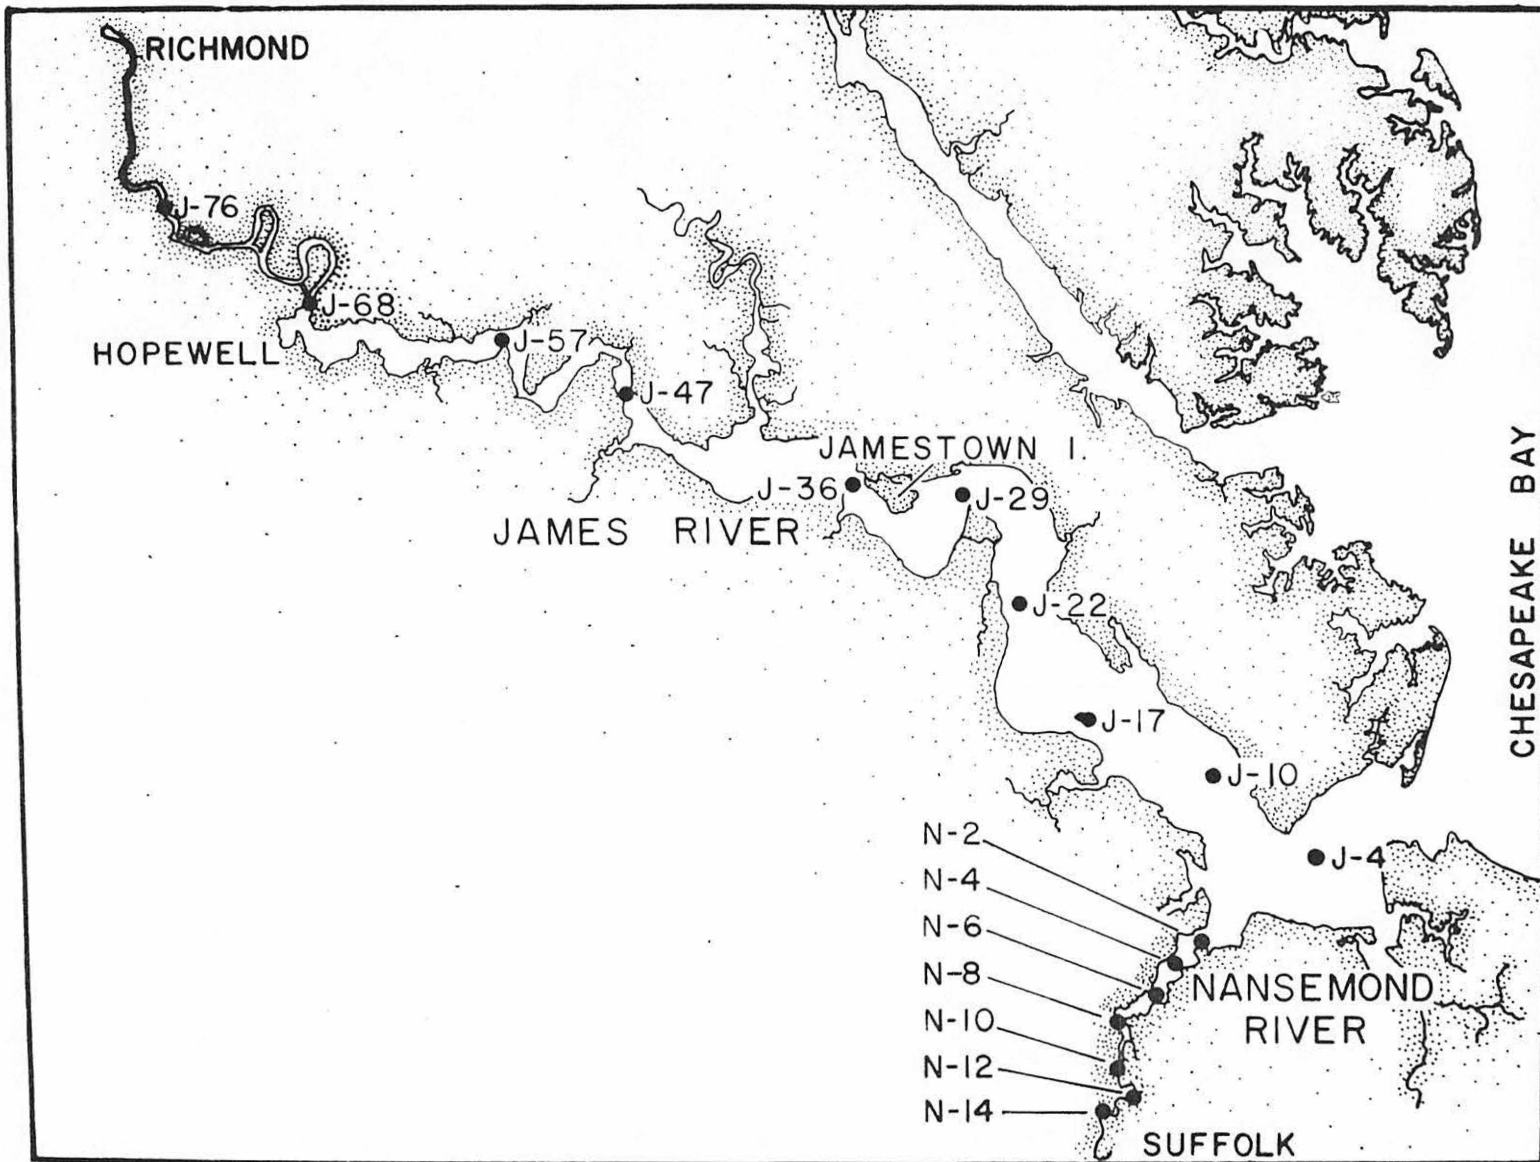 RICHMOND
J-76
J-68
HOPEWELL
J-57
J-47
JAMESTOWN I.
J-36
J-29
JAMES RIVER
CHESAPEAKE BAY
J-22
J-17
J-10
N-2
J-4
N-4
N-6
N-8
NANSEMOND
RIVER
N-10
N-12
N-14
SUFFOLK